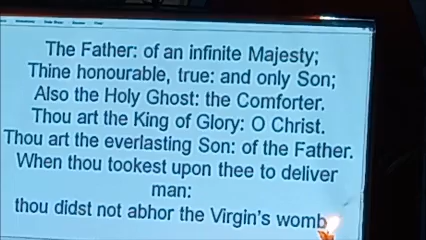 The Father: of an infinite Majesty;
Thine honourable, true: and only Son;
Also the Holy Ghost: the Comforter.
Thou art the King of Glory: O Christ.
Thou art the everlasting Son: of the Father.
When thou tookest upon thee to deliver
man:
thou didst not abhor the Virgin's womb